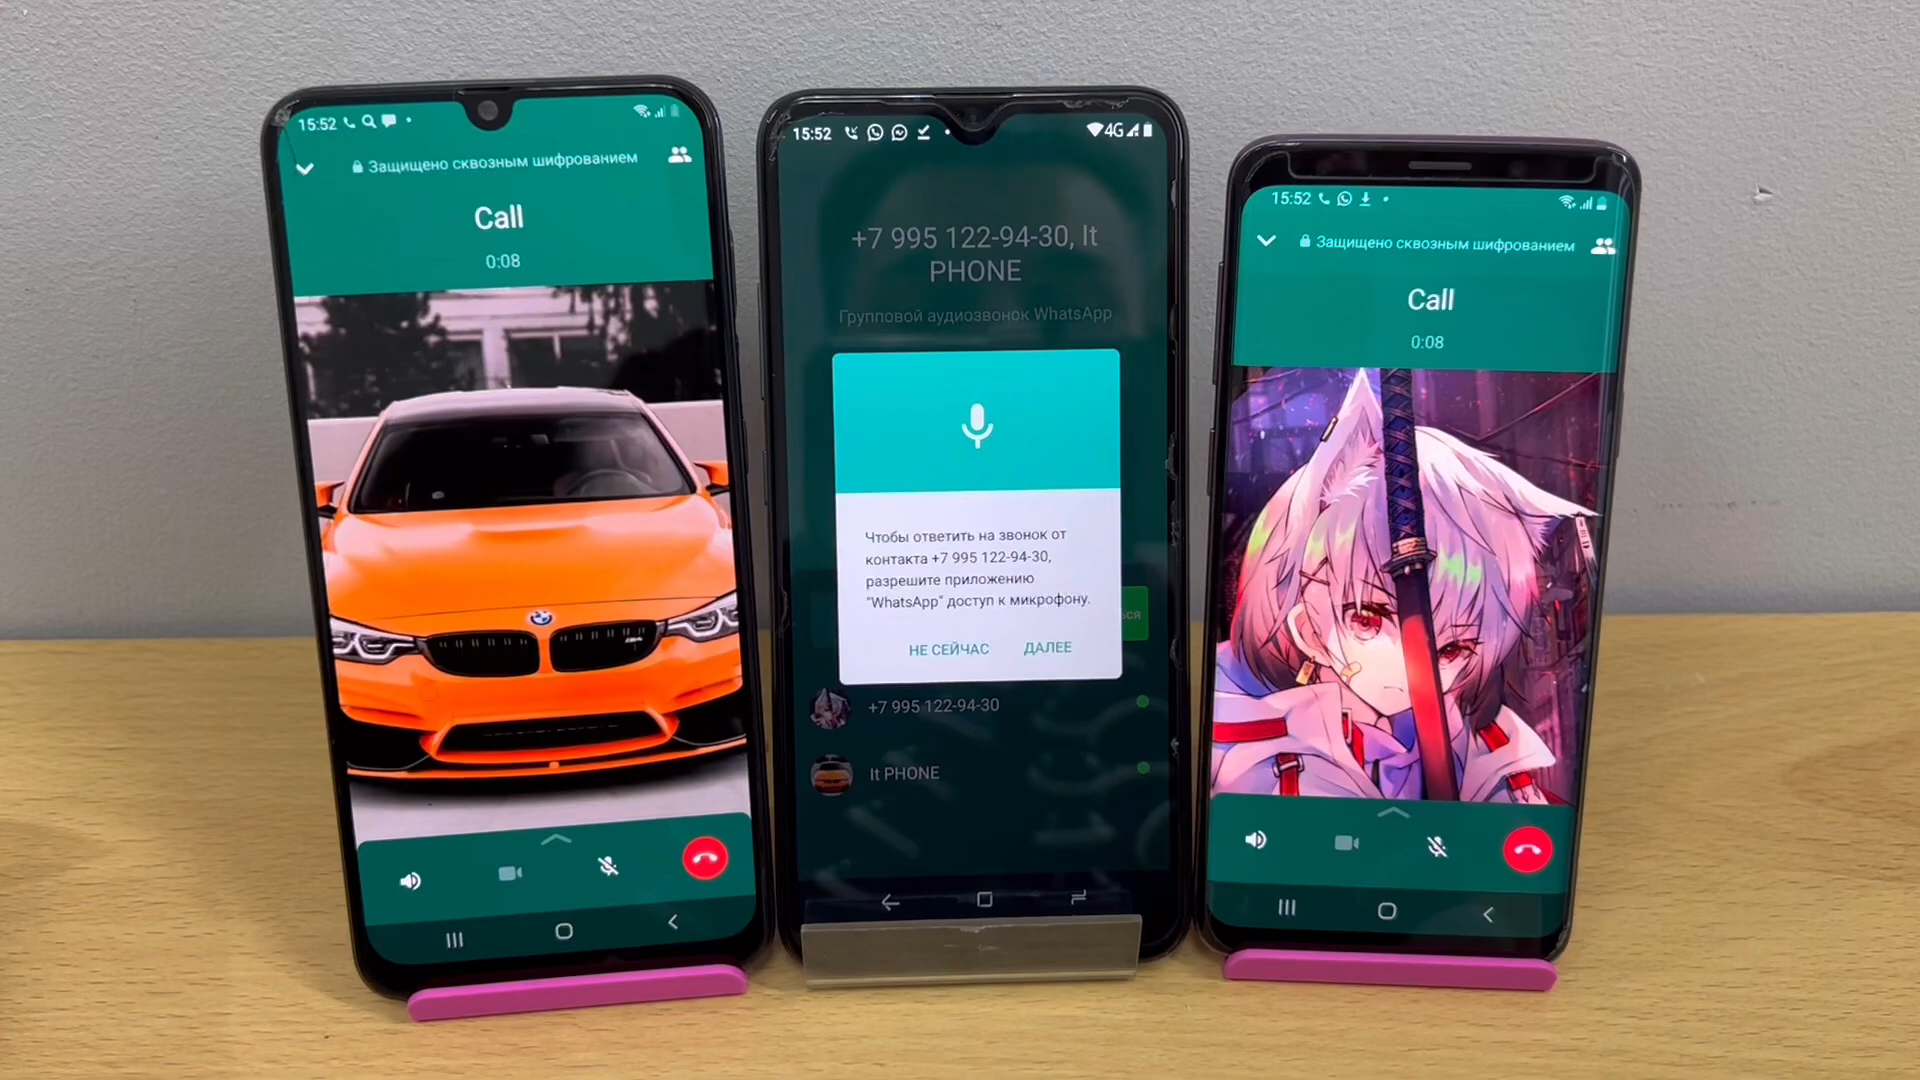 15:52
Защищено сквозным шифрованием
Call
0:08
15:52
4G
+7 995 122-94-30, It
PHONE
Групповой аудиозвонок WhatsApp
Чтобы ответить на звонок от
контакта +7 995 122-94-30,
разрешите приложению
"WhatsApp" доступ к микрофону.
НЕ СЕЙЧАС ДАЛЕЕ
ься
+7 995 122-94-30
It PHONE
15:52
Защищено сквозным шифрованием
Call
0:08